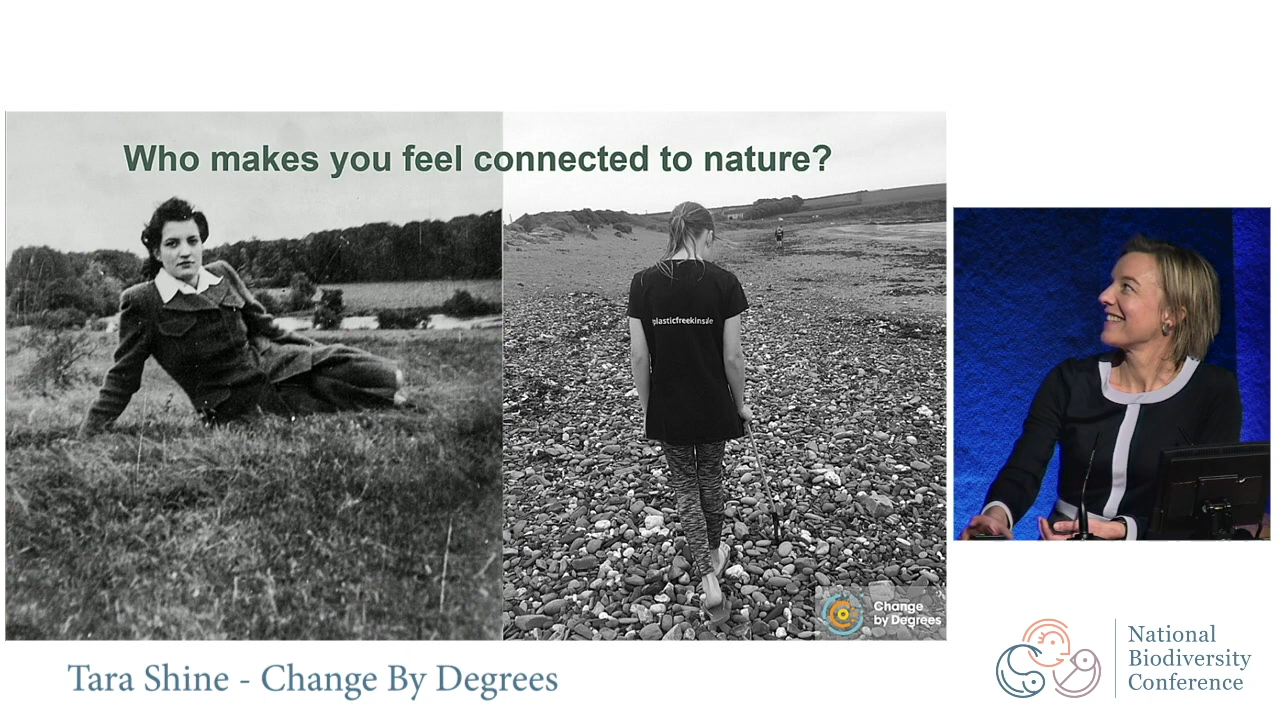 Who makes you feel connected to nature?
#plasticfreekinsale
Change
by Degrees
Tara Shine - Change By Degrees
National
Biodiversity
Conference